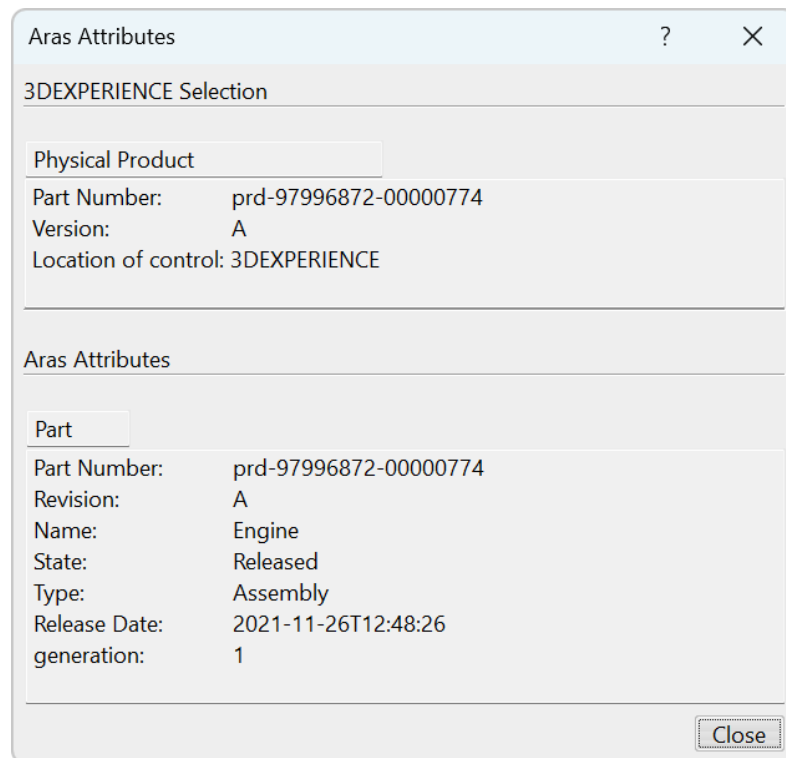 Aras Attributes ?
3DEXPERIENCE Selection
Physical Product
Part Number: prd-97996872-00000774
Version: A
Location of control: 3DEXPERIENCE
Aras Attributes
Part
Part Number: prd-97996872-00000774
Revision: A
Name: Engine
State: Released
Type: Assembly
Release Date: 2021-11-26T12:48:26
generation: 1
Close